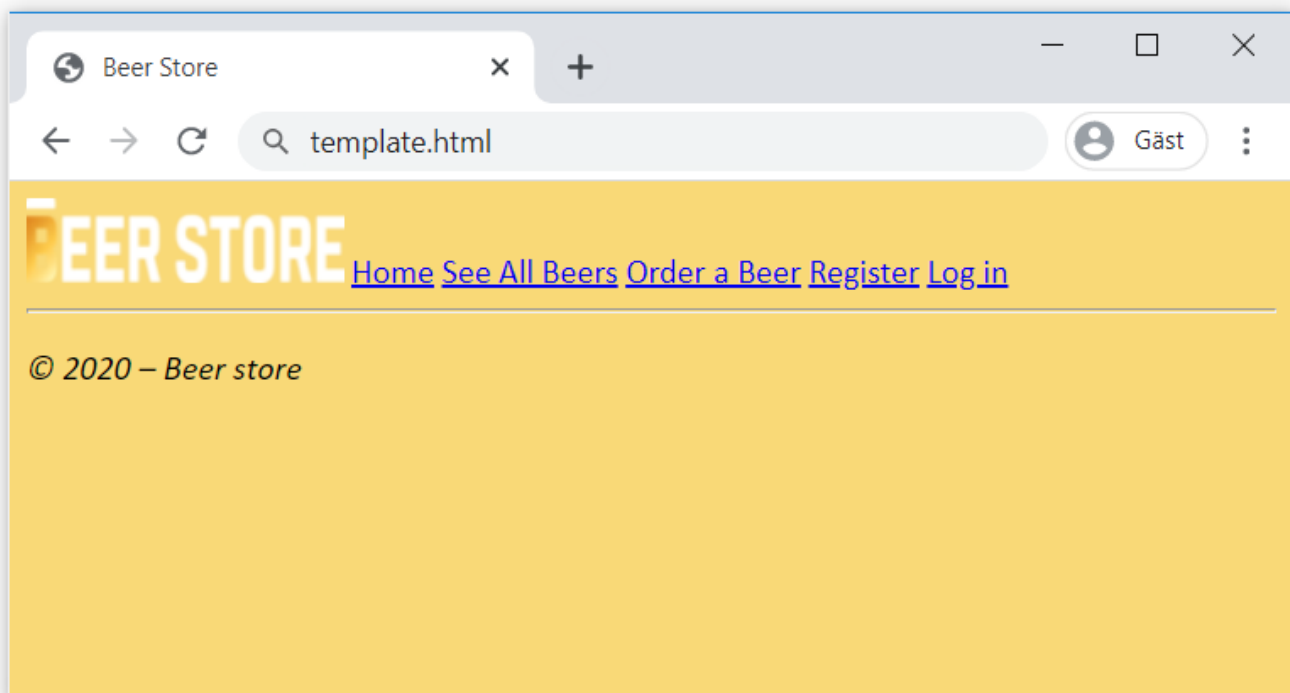 Beer Store
template.html
Gäst
BEER STORE Home See All Beers Order a Beer Register Log in
© 2020 – Beer store